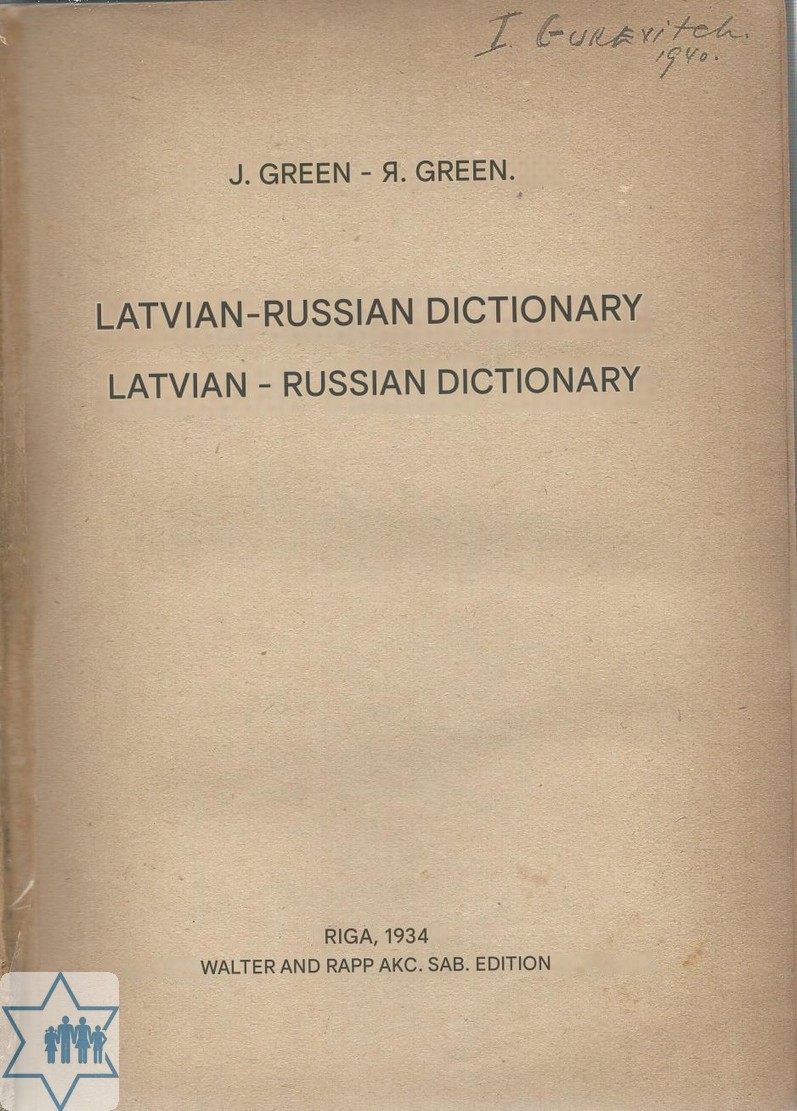 I. Gurevitch.
1940.
J. GREEN - Я. GREEN.
LATVIAN-RUSSIAN DICTIONARY
LATVIAN - RUSSIAN DICTIONARY
RIGA, 1934
WALTER AND RAPP AKC. SAB. EDITION